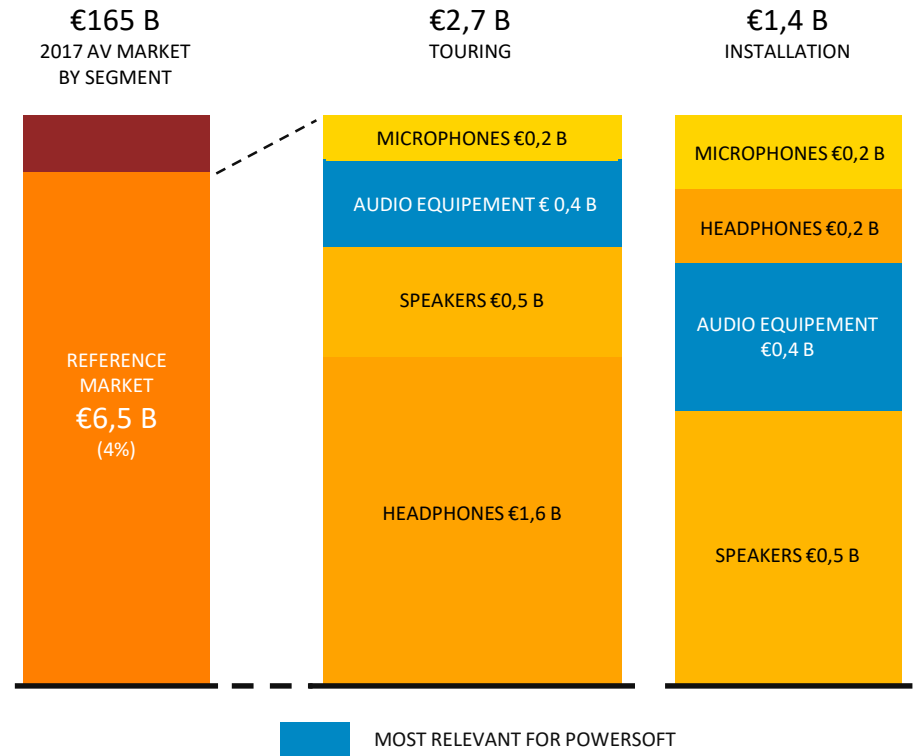 €165 B
2017 AV MARKET
BY SEGMENT
REFERENCE
MARKET
€6,5 B
(4%)
€2,7 B
TOURING
MICROPHONES €0,2 B
AUDIO EQUIPEMENT € 0,4 B
SPEAKERS €0,5 B
HEADPHONES €1,6 B
€1,4 B
INSTALLATION
MICROPHONES €0,2 B
HEADPHONES €0,2 B
AUDIO EQUIPEMENT
€0,4 B
SPEAKERS €0,5 B
MOST RELEVANT FOR POWERSOFT